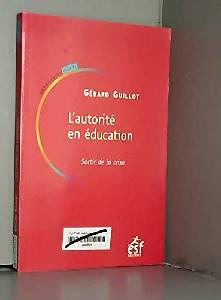 GÉRARD GUILLOT
L'autorité
en éducation
Sortir de la crise
esf